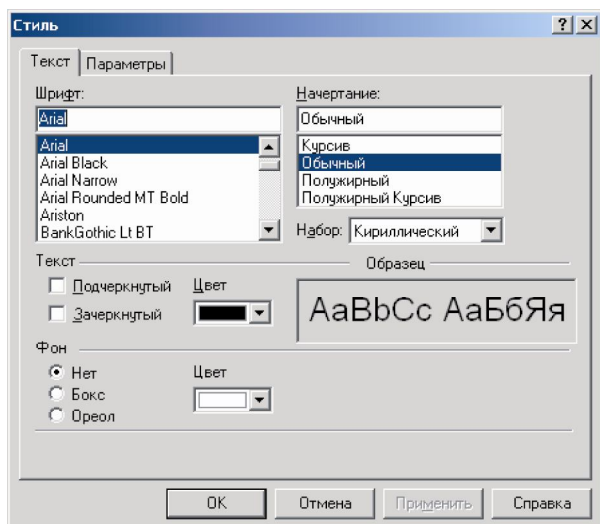 Стиль
Текст Параметры
Шрифт:
Arial
Arial
Arial Black
Arial Narrow
Arial Rounded MT Bold
Ariston
BankGothic Lt BT
Начертание:
Обычный
Курсив
Обычный
Полужирный
Полужирный Курсив
Набор: Кириллический
Текст
Подчеркнутый
Зачеркнутый
Цвет
Образец
AaBbCc АаБбЯя
Фон
Нет
Бокс
Ореол
Цвет
OK Отмена Применить Справка